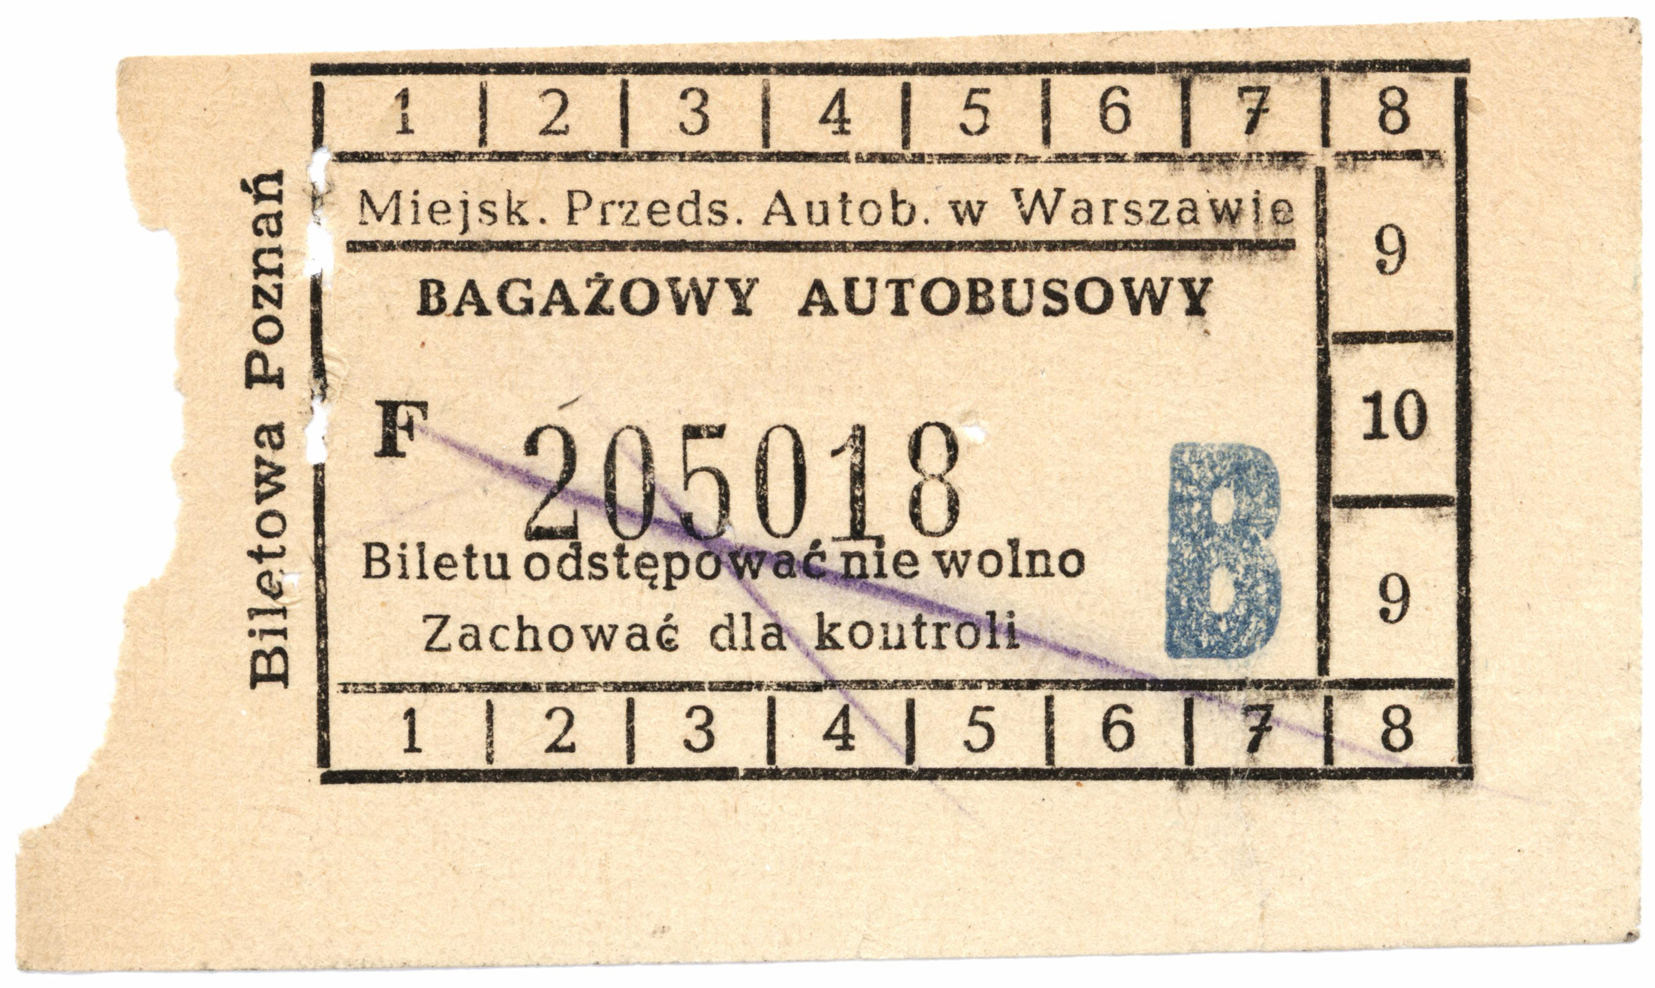 1 2 3 4 5 6 7 8
Miejsk. Przeds. Autob. w Warszawie
9
BAGAŻOWY AUTOBUSOWY
10
F 205018
B
Biletu odstępować nie wolno
9
Zachować dla kontroli
1 2 3 4 5 6 7 8
Biletowa Poznań